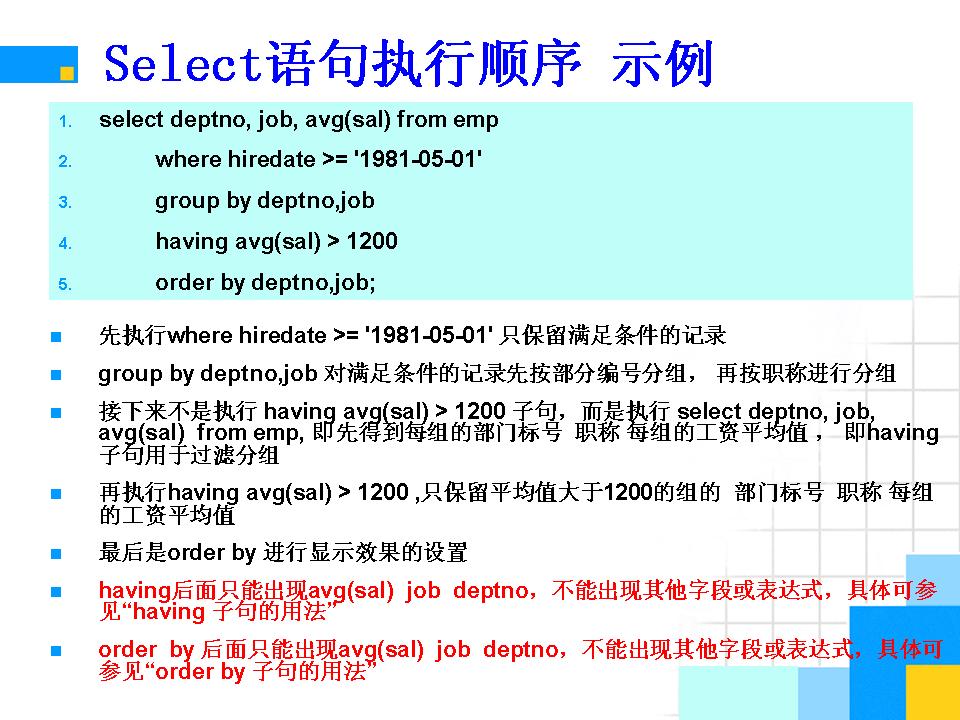 Select语句执行顺序 示例
1. select deptno, job, avg(sal) from emp
2. where hiredate >= '1981-05-01'
3. group by deptno,job
4. having avg(sal) > 1200
5. order by deptno,job;
先执行where hiredate >= '1981-05-01' 只保留满足条件的记录
group by deptno,job 对满足条件的记录先按部分编号分组， 再按职称进行分组
接下来不是执行 having avg(sal) > 1200 子句，而是执行 select deptno, job,
avg(sal) from emp, 即先得到每组的部门标号 职称 每组的工资平均值 ， 即having
子句用于过滤分组
再执行having avg(sal) > 1200 ,只保留平均值大于1200的组的 部门标号 职称 每组
的工资平均值
最后是order by 进行显示效果的设置
having后面只能出现avg(sal) job deptno，不能出现其他字段或表达式，具体可参
见“having 子句的用法”
order by 后面只能出现avg(sal) job deptno，不能出现其他字段或表达式，具体可
参见“order by 子句的用法”